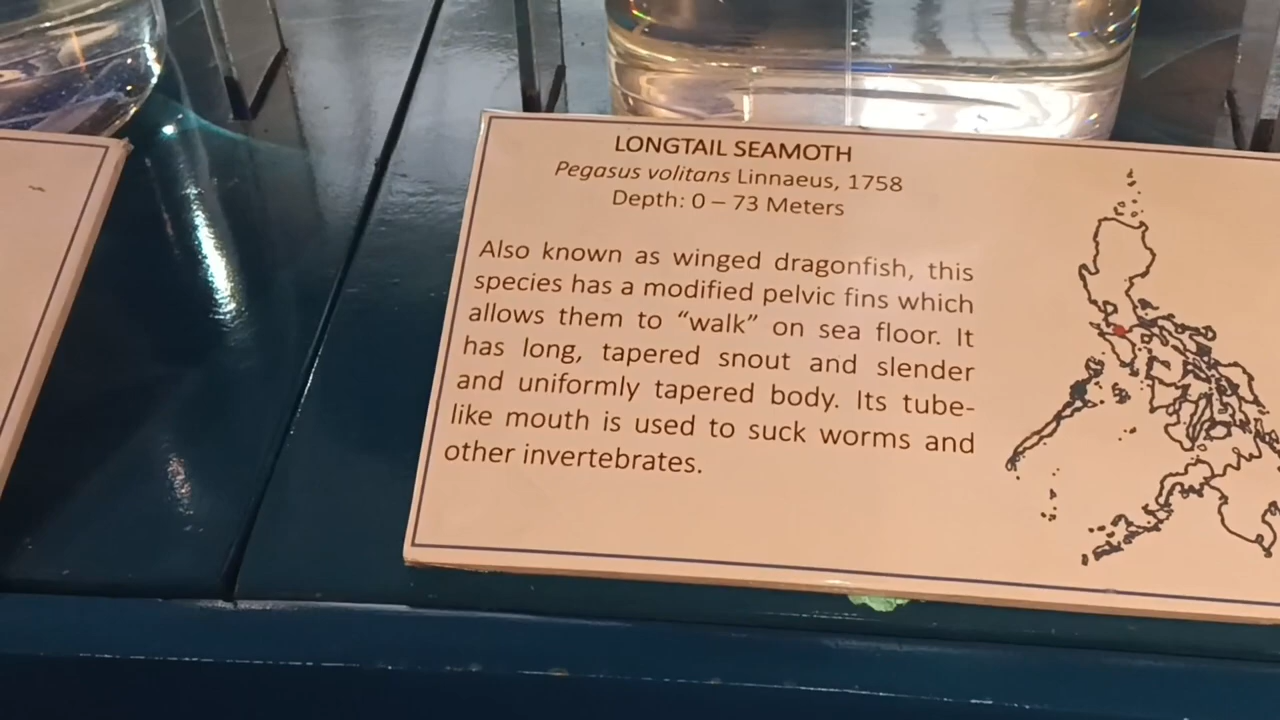 LONGTAIL SEAMOTH
Pegasus volitans Linnaeus, 1758
Depth: 0 – 73 Meters
Also known as winged dragonfish, this
species has a modified pelvic fins which
allows them to “walk” on sea floor. It
has long, tapered snout and slender
and uniformly tapered body. Its tube-
like mouth is used to suck worms and
other invertebrates.